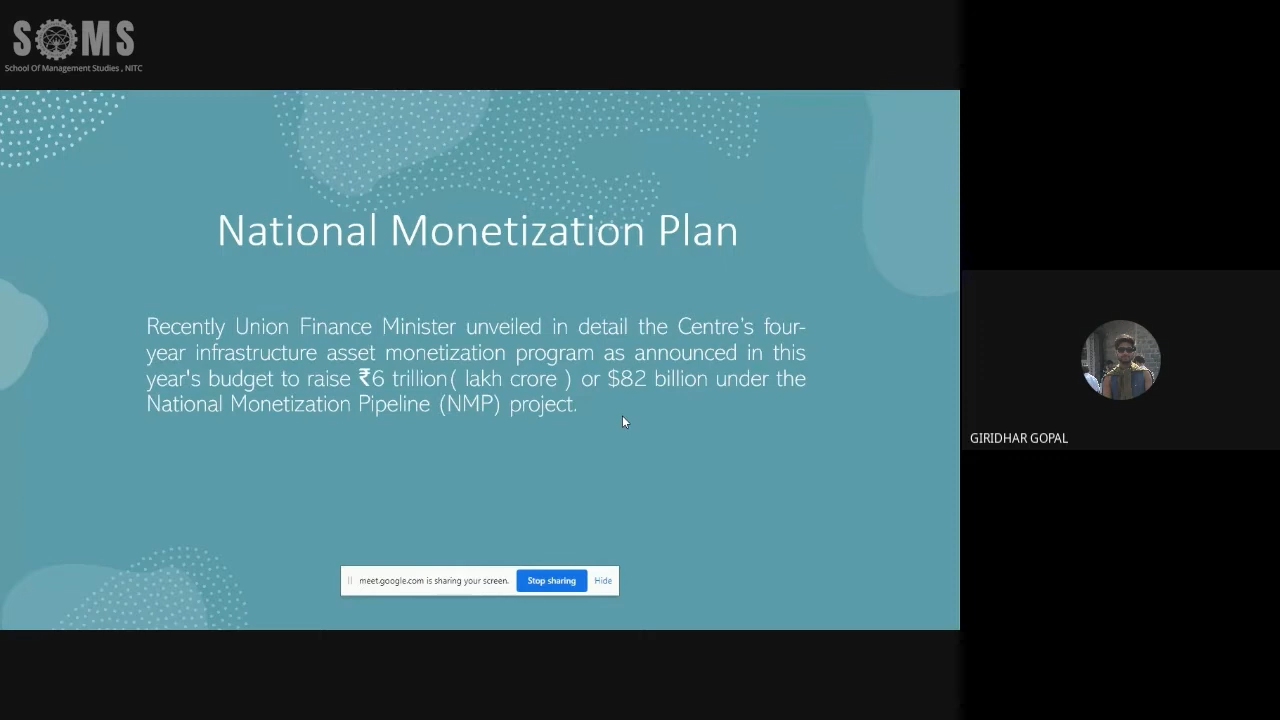 SOMS
School Of Management Studies , NITC
National Monetization Plan
Recently Union Finance Minister unveiled in detail the Centre's four-
year infrastructure asset monetization program as announced in this
year's budget to raise ₹6 trillion( lakh crore ) or $82 billion under the
National Monetization Pipeline (NMP) project.
GIRIDHAR GOPAL
meet.google.com is sharing your screen. Stop sharing Hide